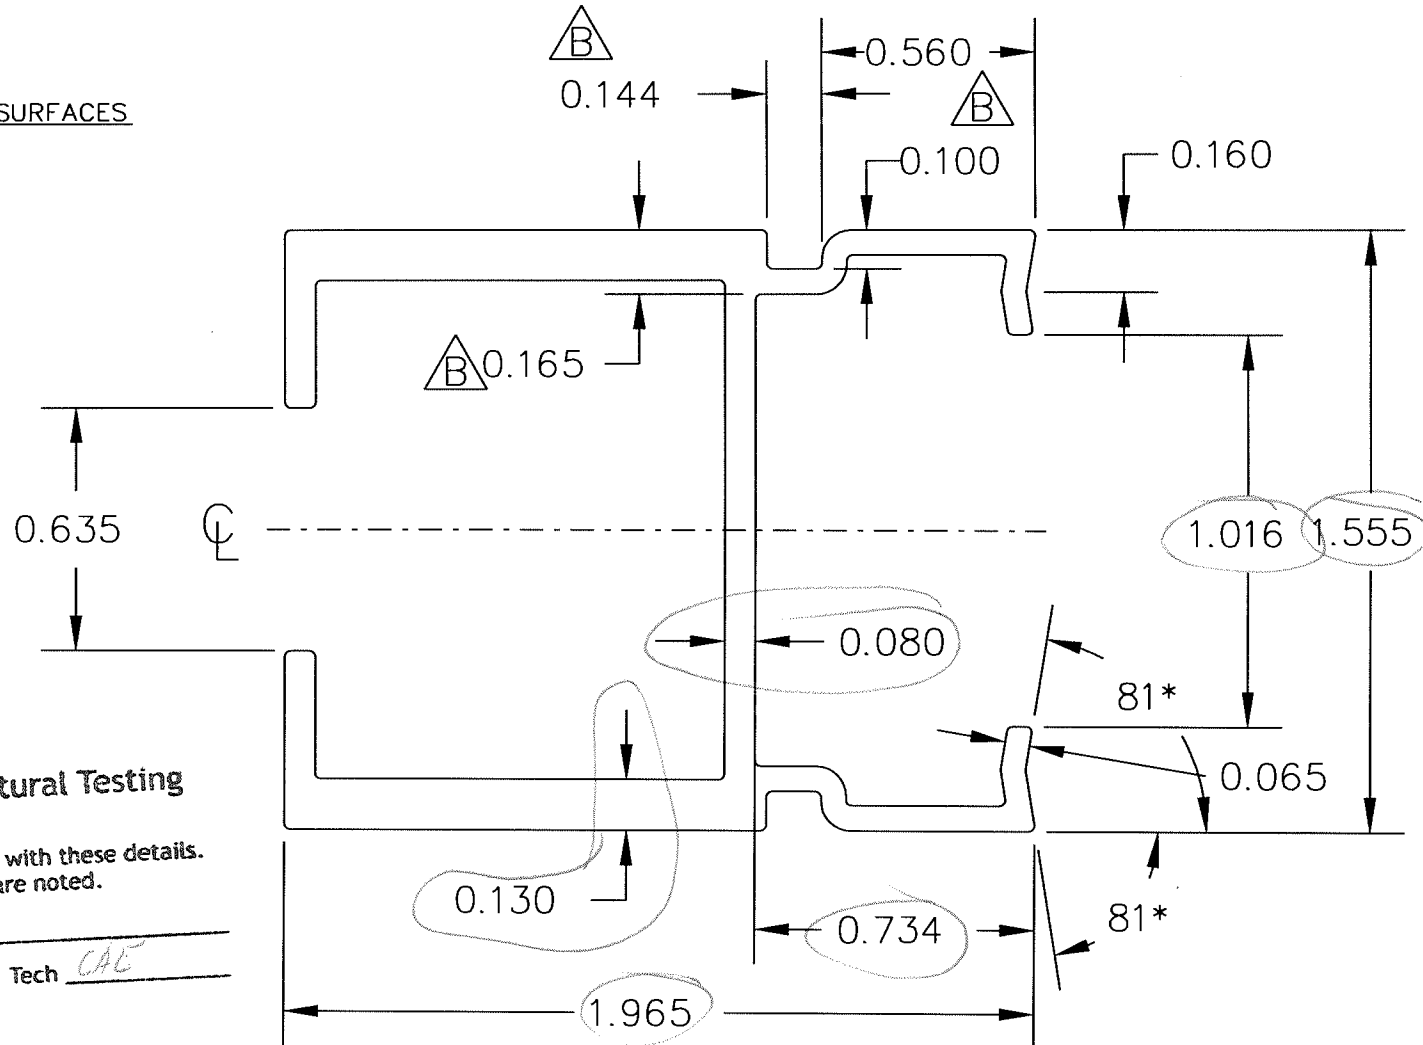 B
0.560
0.144
B
SURFACES
0.100
0.160
B 0.165
0.635
CL
1.016
1.555
0.080
81*
tural Testing
0.065
with these details.
are noted.
0.130
0.734
81*
Tech CAE
1.965